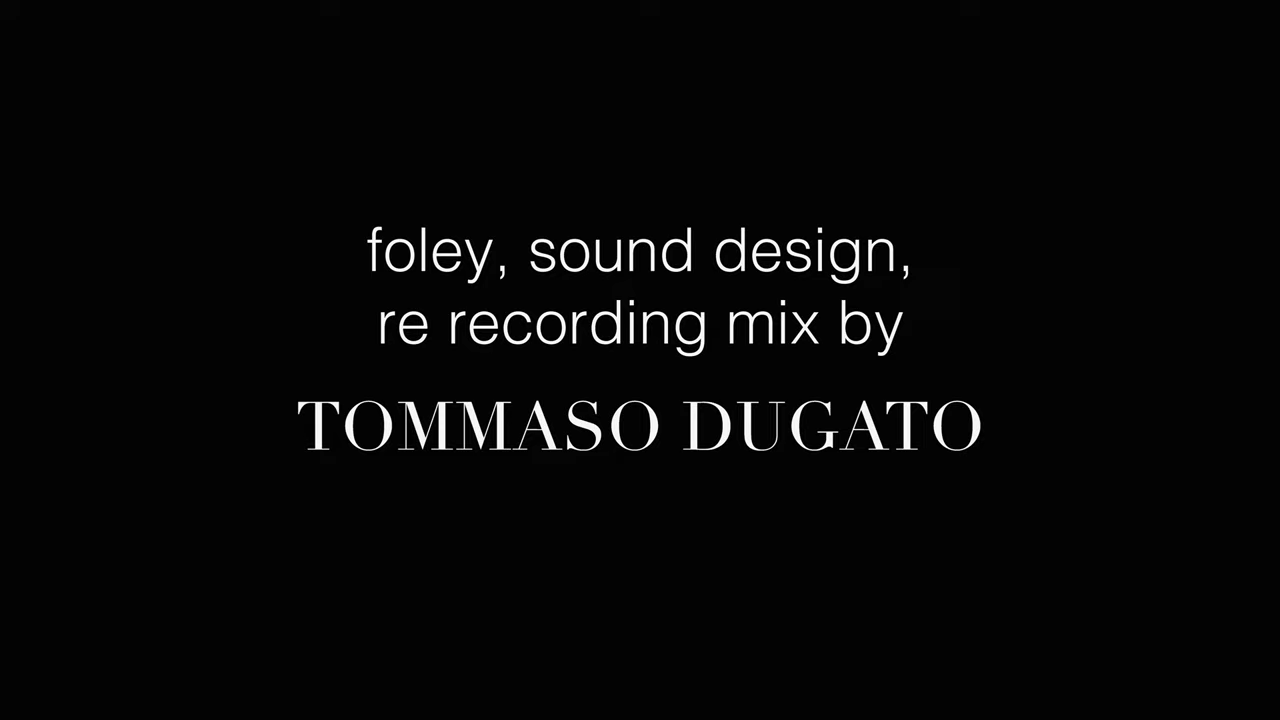 foley, sound design,
re recording mix by
TOMMASO DUGATO